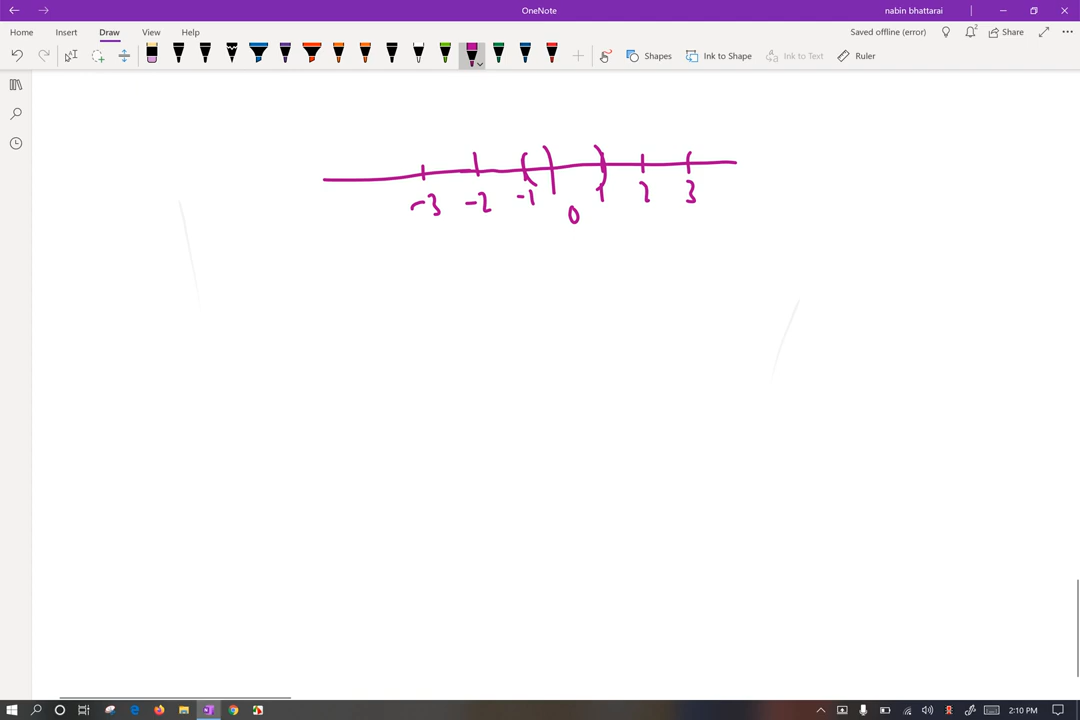 OneNote
nabin bhattarai
Home Insert Draw View Help
Saved offline (error)
2
Share
Shapes
Ink to Shape
Ink to Text
Ruler
-3 -2 -1 0 1 2 3
2:10 PM